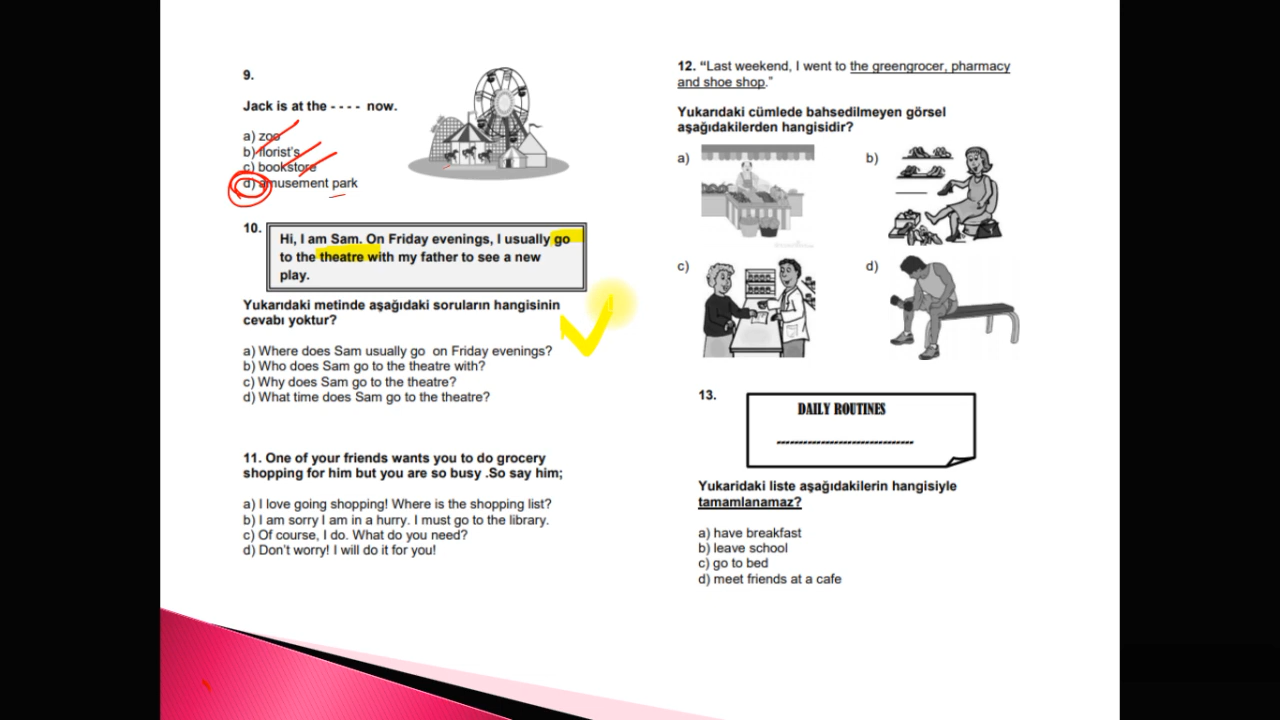 9.
Jack is at the - - - - now.
a) zoo
b) florist's
c) bookstore
d) amusement park
10.
Hi, I am Sam. On Friday evenings, I usually go
to the theatre with my father to see a new
play.
Yukarıdaki metinde aşağıdaki soruların hangisinin
cevabı yoktur?
a) Where does Sam usually go on Friday evenings?
b) Who does Sam go to the theatre with?
c) Why does Sam go to the theatre?
d) What time does Sam go to the theatre?
11. One of your friends wants you to do grocery
shopping for him but you are so busy .So say him;
a) I love going shopping! Where is the shopping list?
b) I am sorry I am in a hurry. I must go to the library.
c) Of course, I do. What do you need?
d) Don't worry! I will do it for you!
12. “Last weekend, I went to the greengrocer, pharmacy
and shoe shop.”
Yukarıdaki cümlede bahsedilmeyen görsel
aşağıdakilerden hangisidir?
a)
b)
c)
d)
13.
DAILY ROUTINES
--------------------------------
Yukaridaki liste aşağıdakilerin hangisiyle
tamamlanamaz?
a) have breakfast
b) leave school
c) go to bed
d) meet friends at a cafe